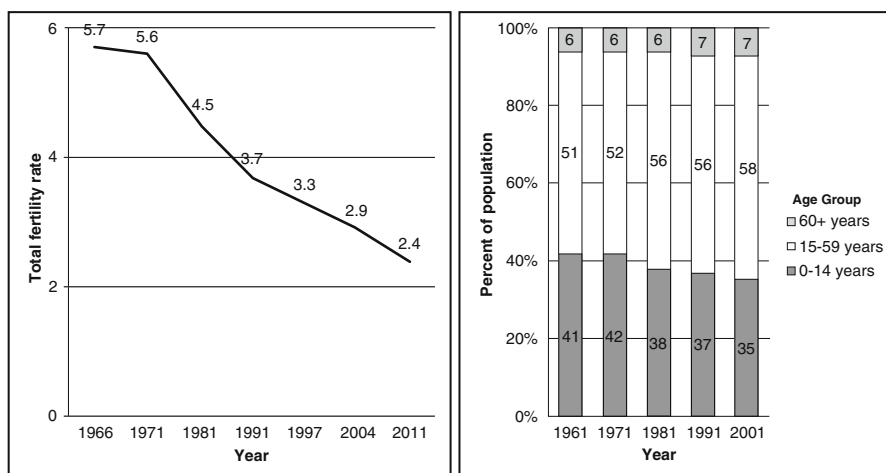 6
5.7
5.6
4.5
4
3.7
3.3
2.9
2.4
2
0
Total fertility rate
1966 1971 1981 1991 1997 2004 2011
Year
100%
80%
60%
40%
20%
0%
Percent of population
6 6 6 7 7
51 52 56 56 58
41 42 38 37 35
1961 1971 1981 1991 2001
Year
Age Group
60+ years
15-59 years
0-14 years